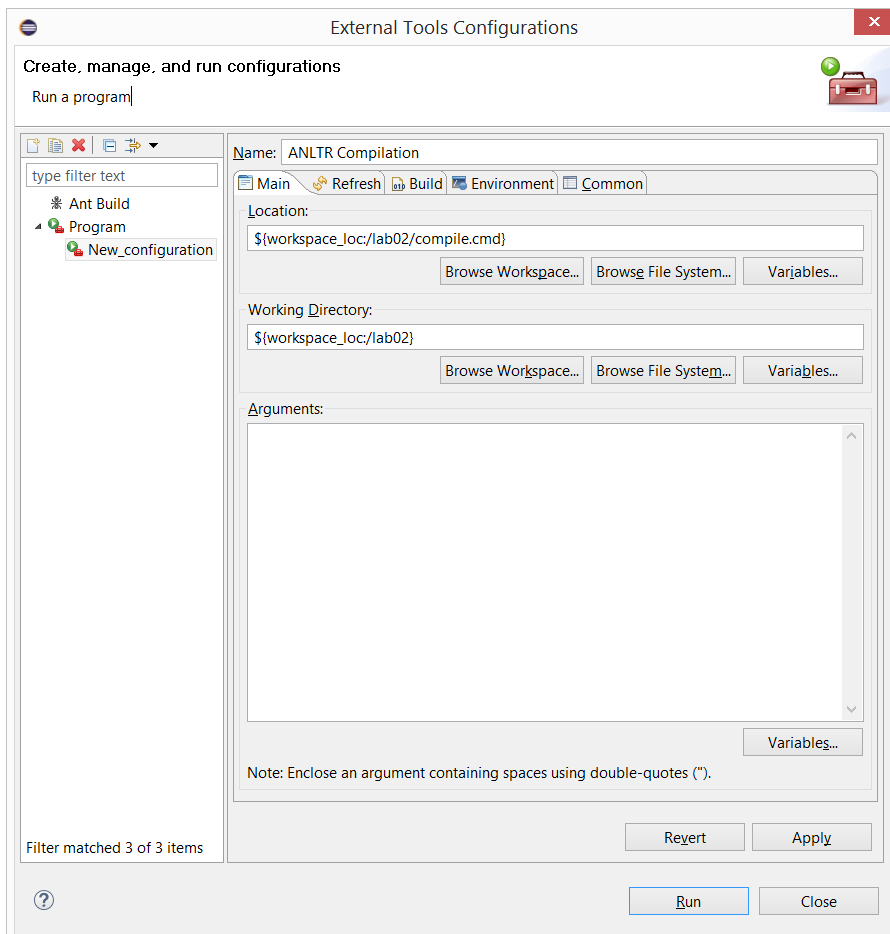 External Tools Configurations
Create, manage, and run configurations
Run a program
type filter text
Ant Build
Program
New_configuration
Filter matched 3 of 3 items
Name: ANLTR Compilation
Main Refresh Build Environment Common
Location:
${workspace_loc:/lab02/compile.cmd}
Browse Workspace... Browse File System... Variables...
Working Directory:
${workspace_loc:/lab02}
Browse Workspace... Browse File System... Variables...
Arguments:
Variables...
Note: Enclose an argument containing spaces using double-quotes (").
Revert Apply
Run Close